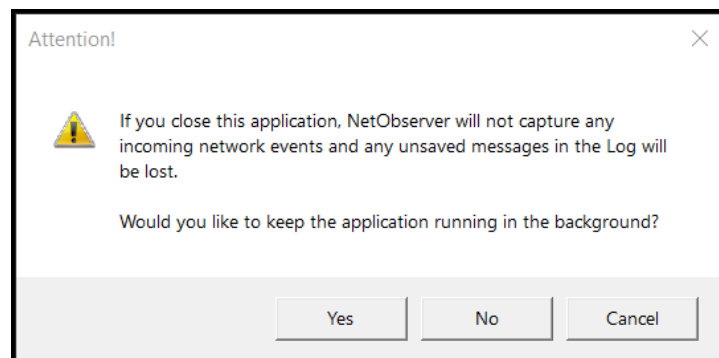 Attention!
If you close this application, NetObserver will not capture any
incoming network events and any unsaved messages in the Log will
be lost.
Would you like to keep the application running in the background?
Yes No Cancel